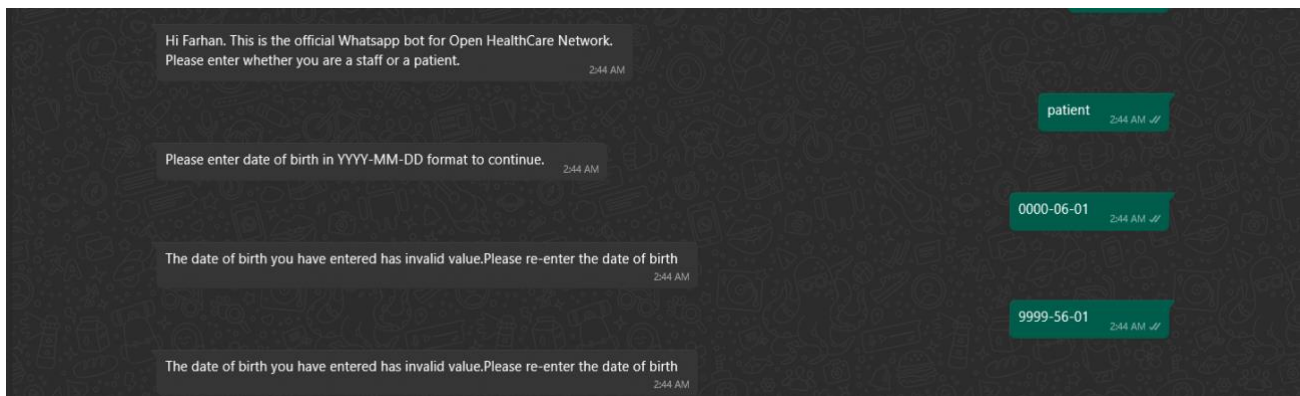 Hi Farhan. This is the official Whatsapp bot for Open HealthCare Network.
Please enter whether you are a staff or a patient.
2:44 AM
patient
2:44 AM
Please enter date of birth in YYYY-MM-DD format to continue.
2:44 AM
0000-06-01
2:44 AM
The date of birth you have entered has invalid value.Please re-enter the date of birth
2:44 AM
9999-56-01
2:44 AM
The date of birth you have entered has invalid value.Please re-enter the date of birth
2:44 AM